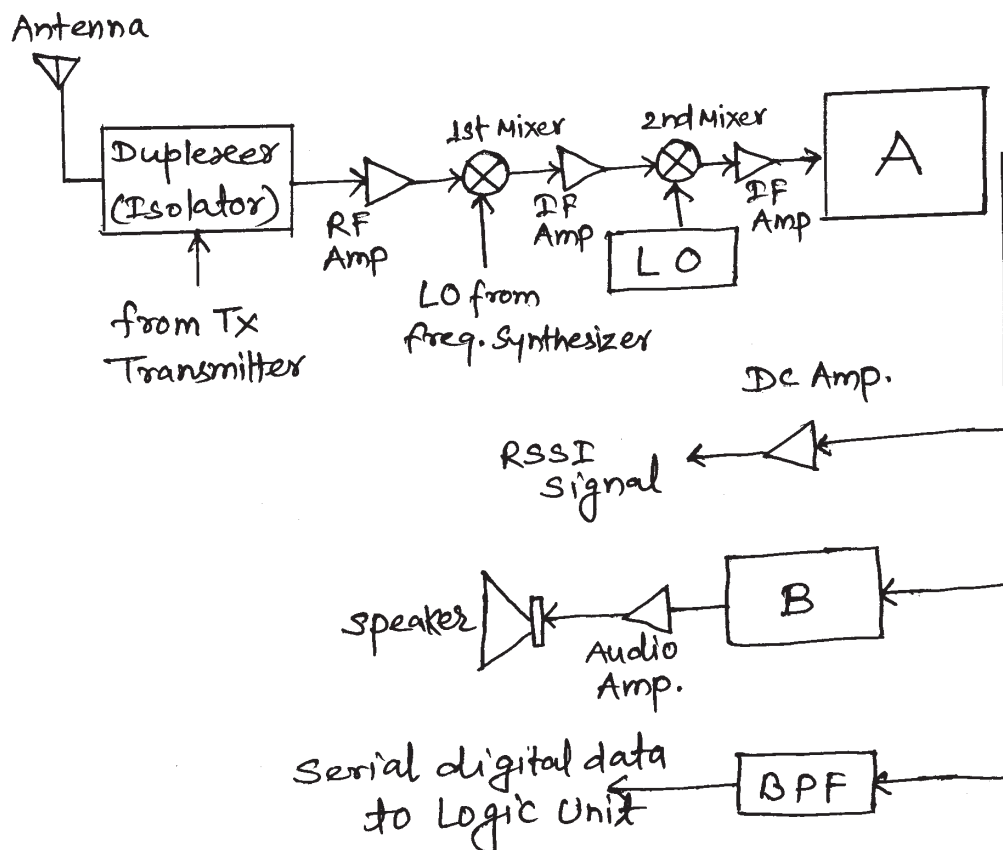 Antenna
Duplexer
(Isolator)
from Tx
Transmitter
RF
Amp
1st Mixer
LO from
freq. Synthesizer
IF
Amp
2nd Mixer
LO
IF
Amp
A
DC Amp.
RSSI
signal
B
Speaker
Audio
Amp.
Serial digital data
to Logic Unit
BPF